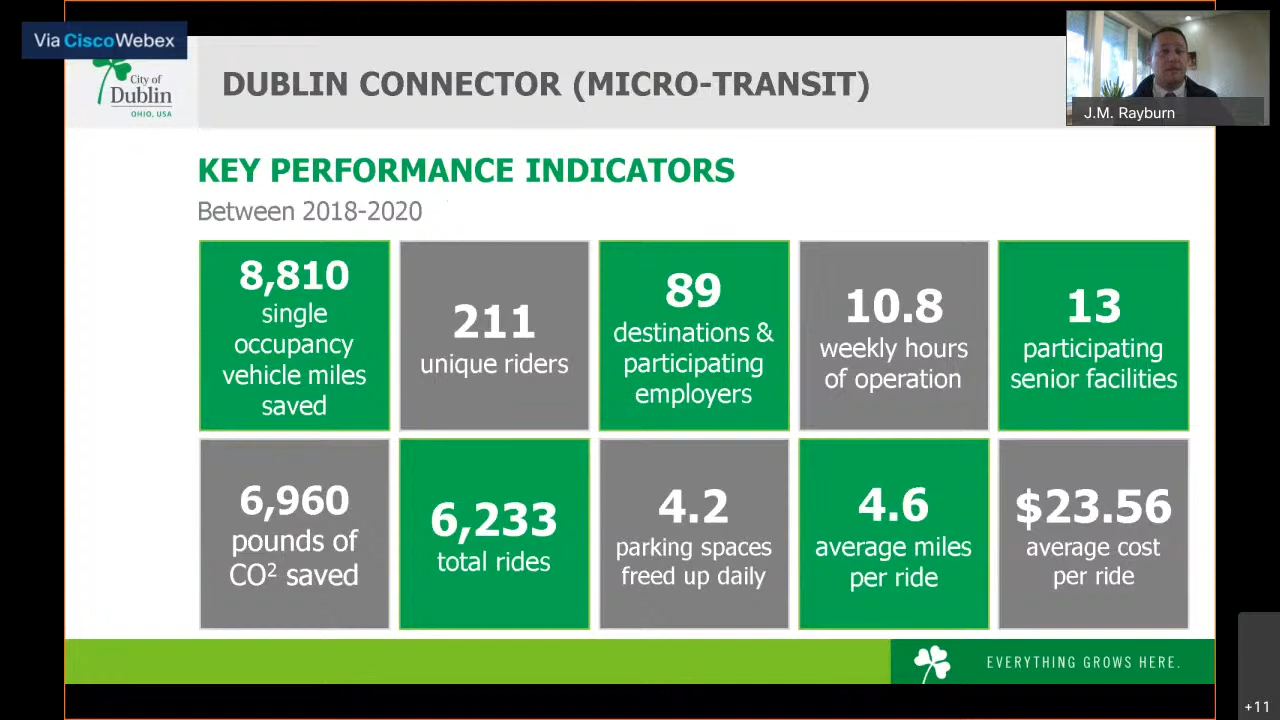 Via CiscoWebex
City of
Dublin
OHIO, USA
DUBLIN CONNECTOR (MICRO-TRANSIT)
J.M. Rayburn
KEY PERFORMANCE INDICATORS
Between 2018-2020
8,810
single
occupancy
vehicle miles
saved
211
unique riders
89
destinations &
participating
employers
10.8
weekly hours
of operation
13
participating
senior facilities
6,960
pounds of
CO² saved
6,233
total rides
4.2
parking spaces
freed up daily
4.6
average miles
per ride
$23.56
average cost
per ride
EVERYTHING GROWS HERE.
+11